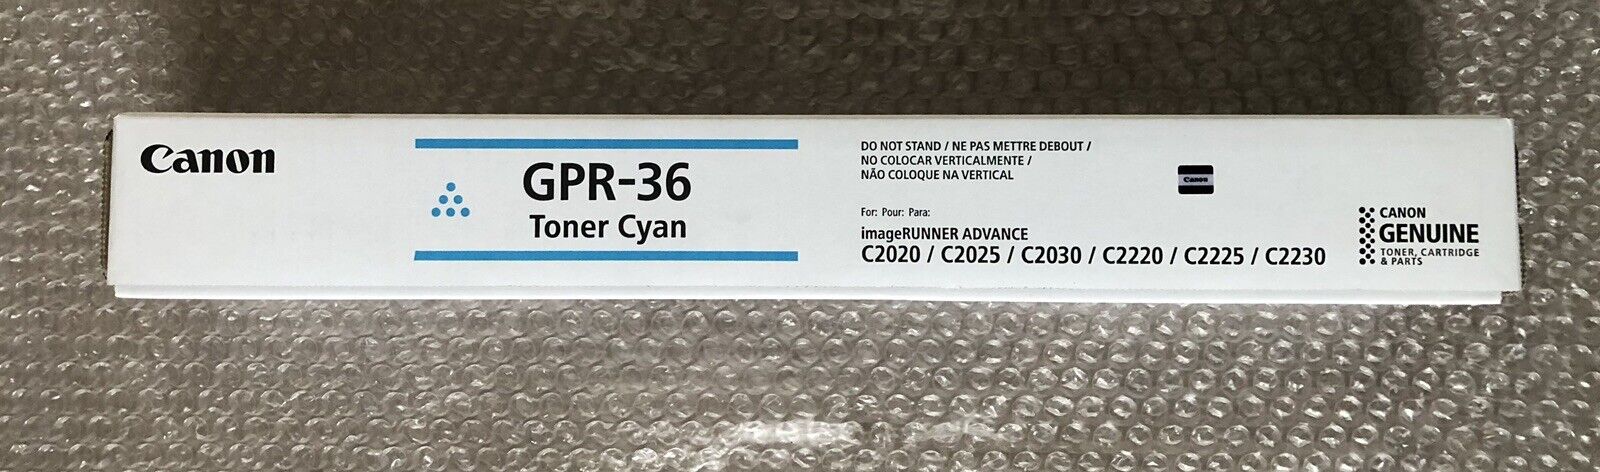 Canon
GPR-36
Toner Cyan
DO NOT STAND / NE PAS METTRE DEBOUT /
NO COLOCAR VERTICALMENTE /
NÃO COLOQUE NA VERTICAL
Canon
For: Pour: Para:
imageRUNNER ADVANCE
C2020 / C2025 / C2030 / C2220 / C2225 / C2230
CANON
GENUINE
TONER, CARTRIDGE
& PARTS